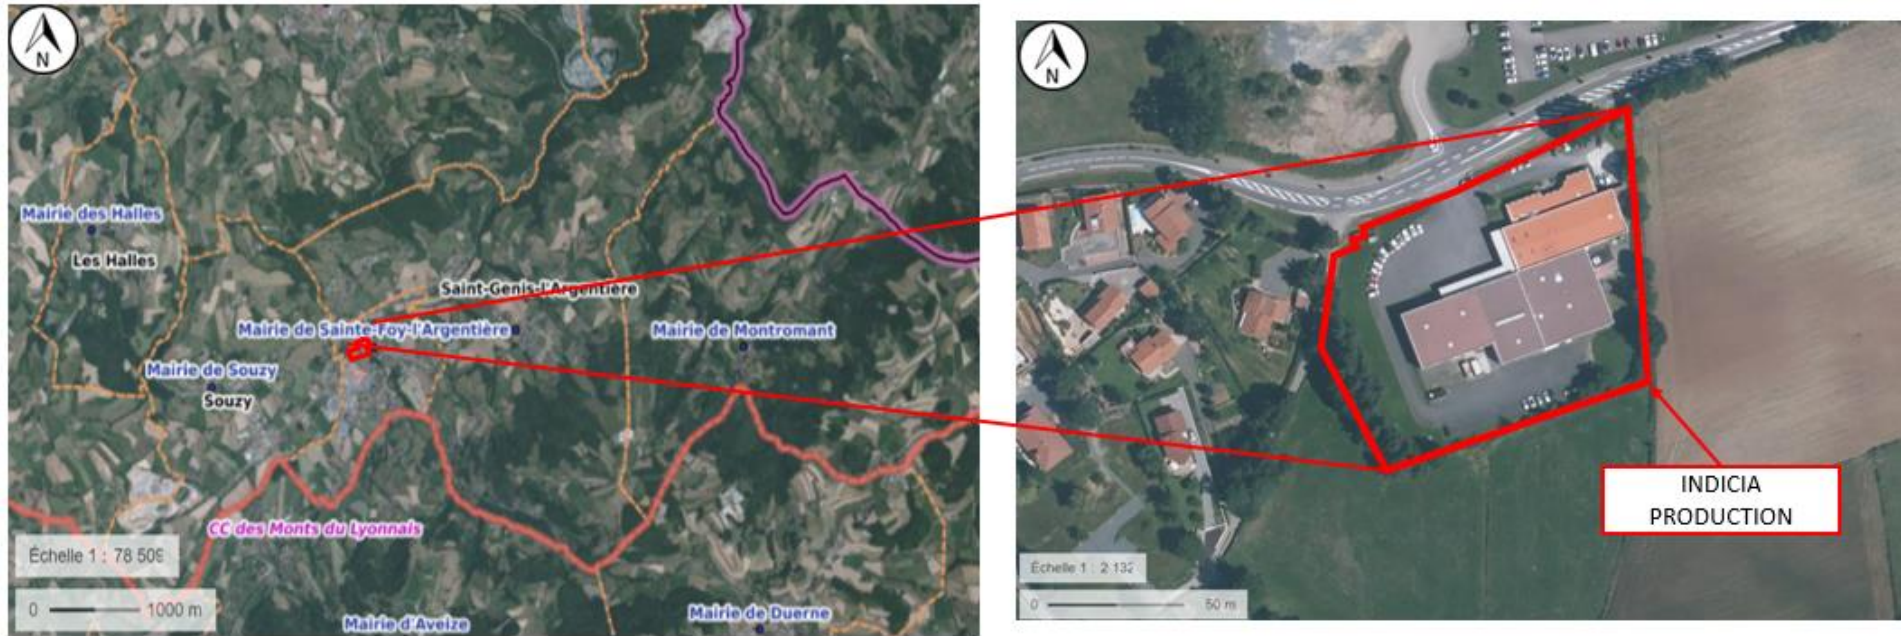 N
Mairie des Halles
Les Halles
Saint-Genis-l'Argentière
Mairie de Sainte-Foy-l'Argentière
Mairie de Montromant
Mairie de Souzy
Souzy
CC des Monts du Lyonnais
Échelle 1 : 78 509
0 1000 m
Mairie d'Aveize
Mairie de Duerne
N
INDICIA
PRODUCTION
Échelle 1 : 2 132
0 50 m